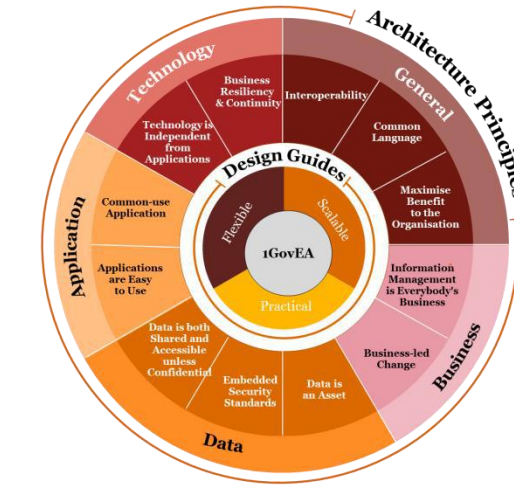 Architecture Principles
General
Interoperability
Common
Language
Maximise
Benefit
to the
Organisation
Business
Information
Management
is Everybody's
Business
Business-led
Change
Data
Data is
an Asset
Embedded
Security
Standards
Data is both
Shared and
Accessible
unless
Confidential
Application
Applications
are Easy
to Use
Common-use
Application
Technology
Technology is
Independent
from
Applications
Business
Resiliency
& Continuity
Design Guides
Flexible
Scalable
Practical
1GovEA